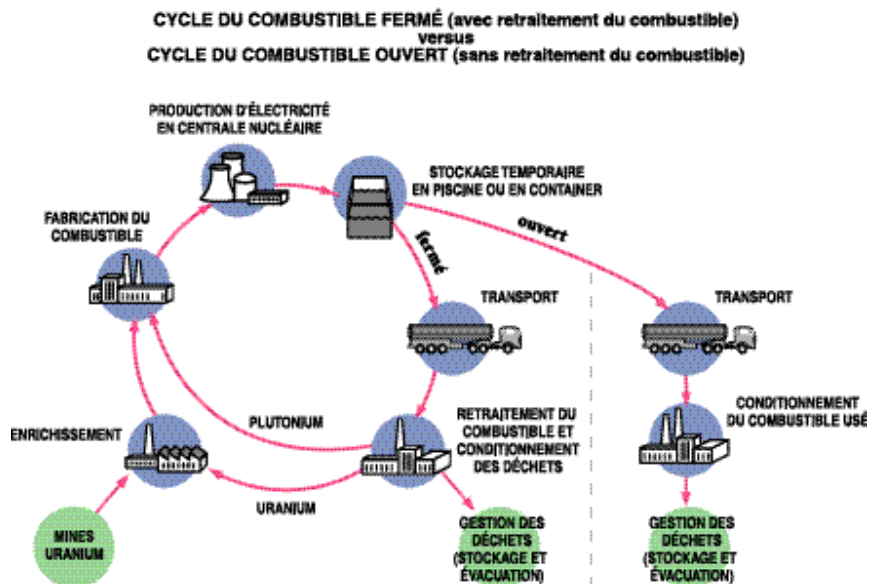 CYCLE DU COMBUSTIBLE FERMÉ (avec retraitement du combustible)
versus
CYCLE DU COMBUSTIBLE OUVERT (sans retraitement du combustible)
PRODUCTION D'ÉLECTRICITÉ
EN CENTRALE NUCLÉAIRE
STOCKAGE TEMPORAIRE
EN PISCINE OU EN CONTAINER
FABRICATION DU
COMBUSTIBLE
fermé
ouvert
TRANSPORT
TRANSPORT
ENRICHISSEMENT
PLUTONIUM
RETRAITEMENT DU
COMBUSTIBLE ET
CONDITIONNEMENT
DES DÉCHETS
CONDITIONNEMENT
DU COMBUSTIBLE USÉ
URANIUM
MINES
URANIUM
GESTION DES
DÉCHETS
(STOCKAGE ET
ÉVACUATION)
GESTION DES
DÉCHETS
(STOCKAGE ET
ÉVACUATION)